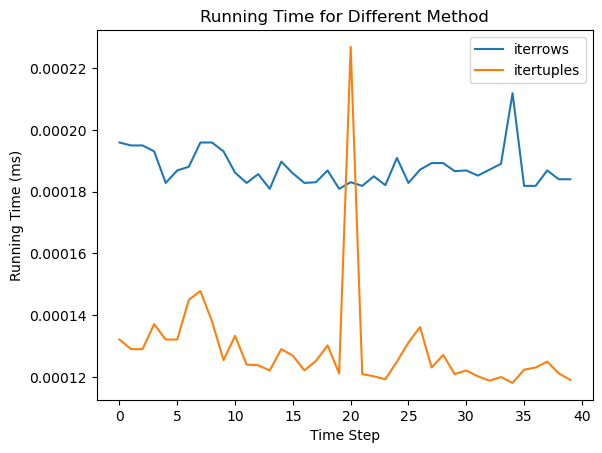 Running Time for Different Method
iterrows
itertuples
Running Time (ms)
0.00022
0.00020
0.00018
0.00016
0.00014
0.00012
0 5 10 15 20 25 30 35 40
Time Step